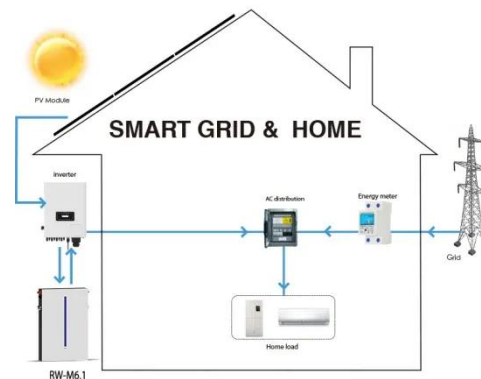 PV Module
SMART GRID & HOME
inverter
AC distribution
Energy meter
Grid
Home load
RW-M6.1